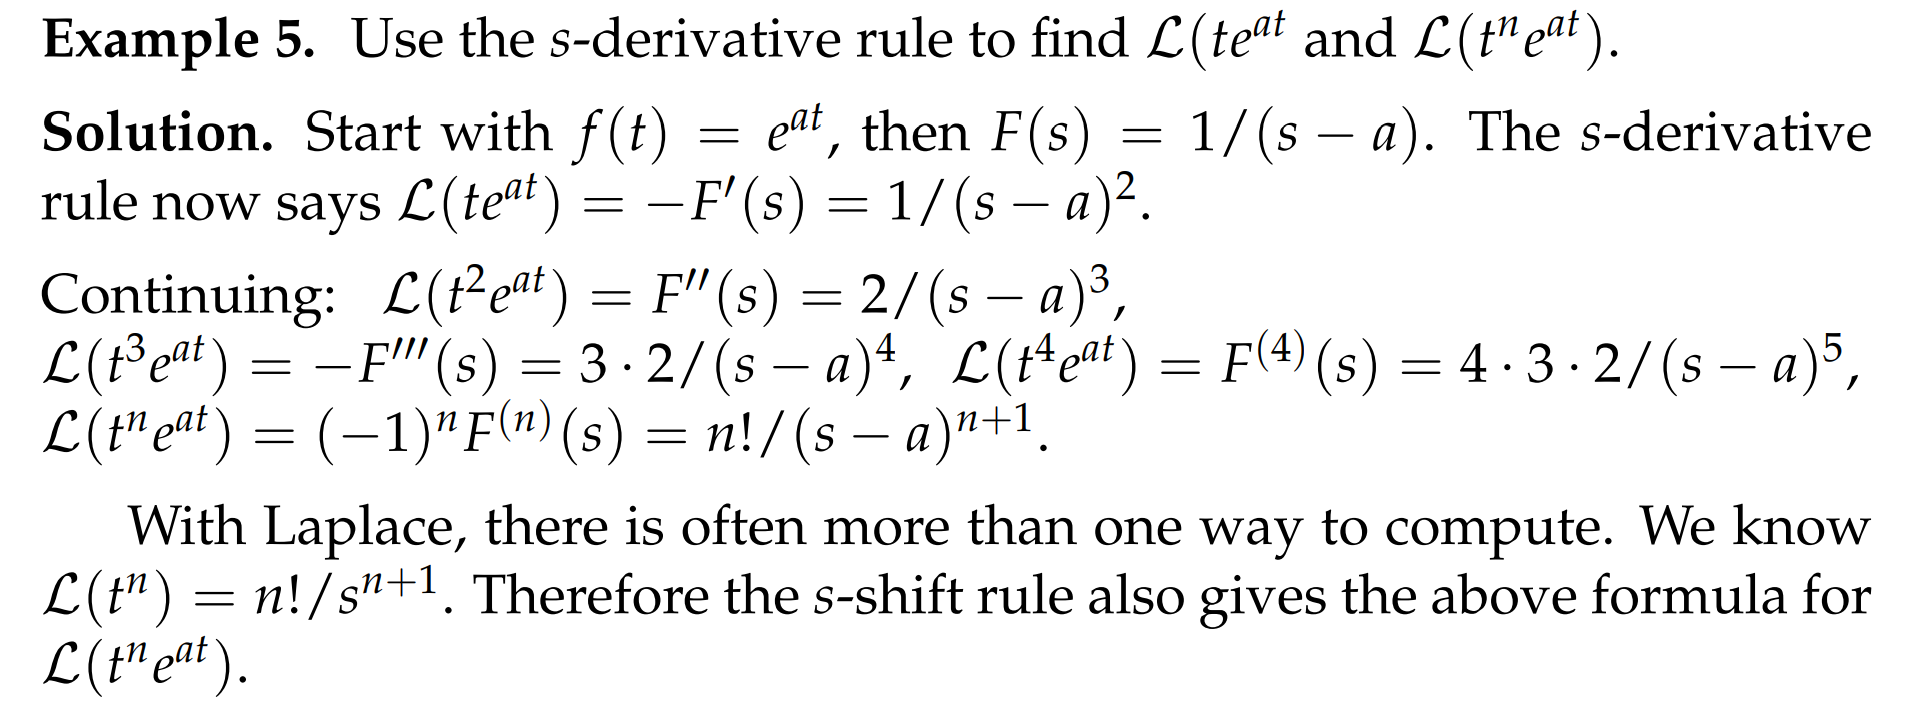 Example 5. Use the s-derivative rule to find ℒ(te^{at} and ℒ(t^n e^{at}).
Solution. Start with f(t) = e^{at}, then F(s) = 1/(s − a). The s-derivative
rule now says ℒ(te^{at}) = −F′(s) = 1/(s − a)^2.
Continuing: ℒ(t^2 e^{at}) = F″(s) = 2/(s − a)^3,
ℒ(t^3 e^{at}) = −F‴(s) = 3 · 2/(s − a)^4, ℒ(t^4 e^{at}) = F^{(4)}(s) = 4 · 3 · 2/(s − a)^5,
ℒ(t^n e^{at}) = (−1)^n F^{(n)}(s) = n!/(s − a)^{n+1}.
With Laplace, there is often more than one way to compute. We know
ℒ(t^n) = n!/s^{n+1}. Therefore the s-shift rule also gives the above formula for
ℒ(t^n e^{at}).